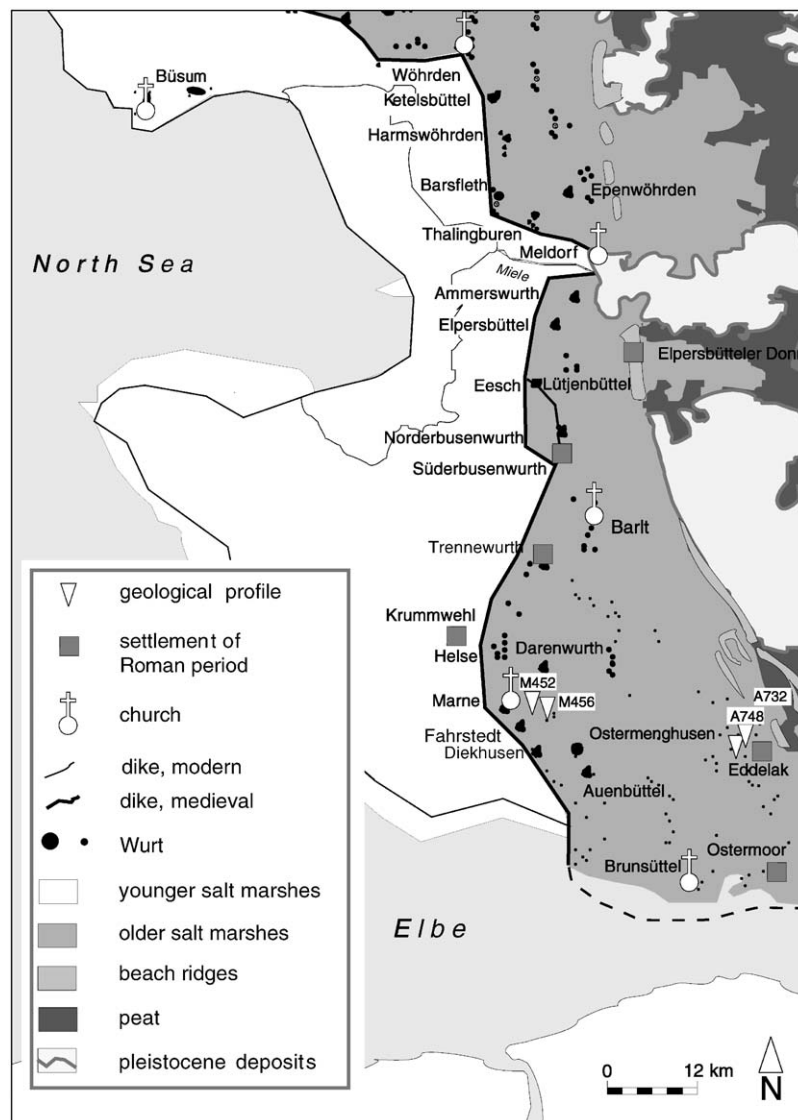 Büsum
Wöhrden
Ketelsbüttel
Harmswöhrden
Barsfleth
Epenwöhrden
Thalingburen
Meldorf
North Sea
Miele
Ammerswurth
Elpersbüttel
Elpersbütteler Donn
Eesch
Lütjenbüttel
Norderbusenwurth
Süderbusenwurth
Barlt
Trennewurth
Krummwehl
Helse
Darenwurth
M452
M456
A732
Marne
A748
Fahrstedt
Ostermenghusen
Diekhusen
Eddelak
Auenbüttel
Brunsüttel
Ostermoor
Elbe
geological profile
settlement of
Roman period
church
dike, modern
dike, medieval
Wurt
younger salt marshes
older salt marshes
beach ridges
peat
pleistocene deposits
0 12 km
N